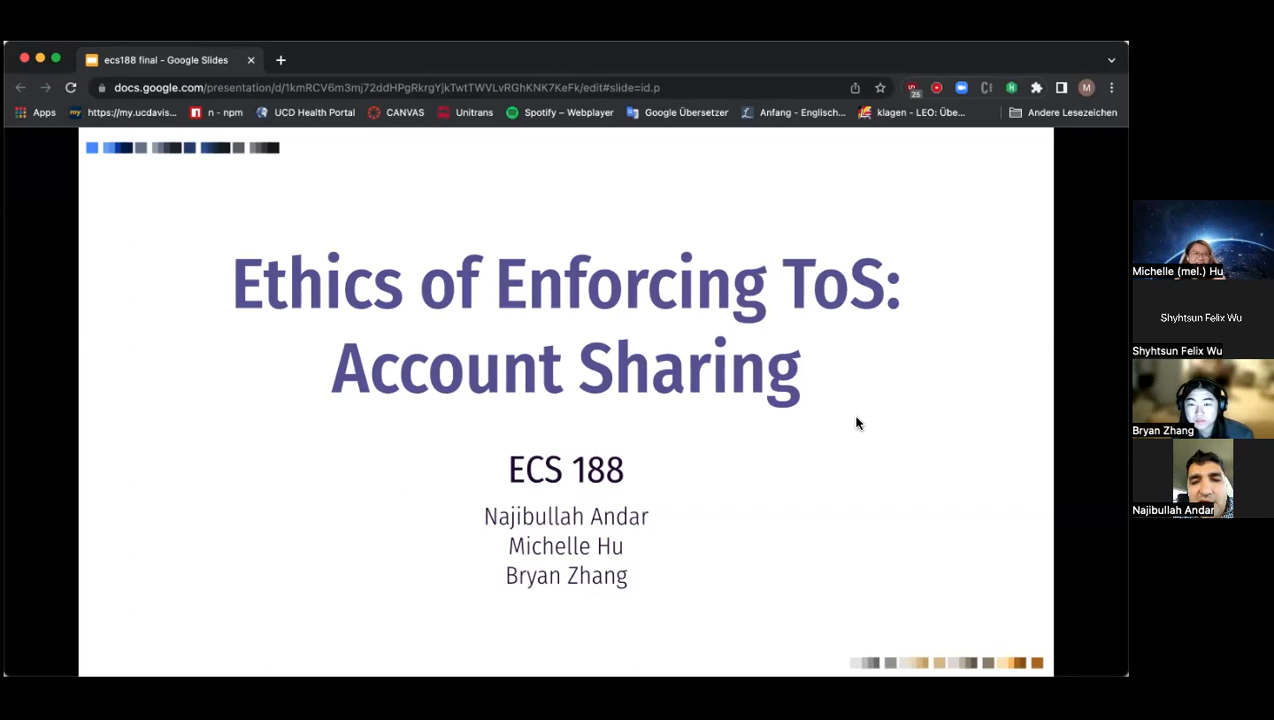 ecs188 final - Google Slides
docs.google.com/presentation/d/1kmRCV6m3mj72ddHPgRkrgYjkTwtTWVLvRGhKNK7KeFk/edit#slide=id.p
M
Apps
my
https://my.ucdavis...
n - npm
UCD Health Portal
CANVAS
Unitrans
Spotify – Webplayer
Google Übersetzer
Anfang - Englisch...
klagen – LEO: Übe...
Andere Lesezeichen
25
Ethics of Enforcing ToS:
Account Sharing
ECS 188
Najibullah Andar
Michelle Hu
Bryan Zhang
Michelle (mel.) Hu
Shyhtsun Felix Wu
Shyhtsun Felix Wu
Bryan Zhang
Najibullah Andar